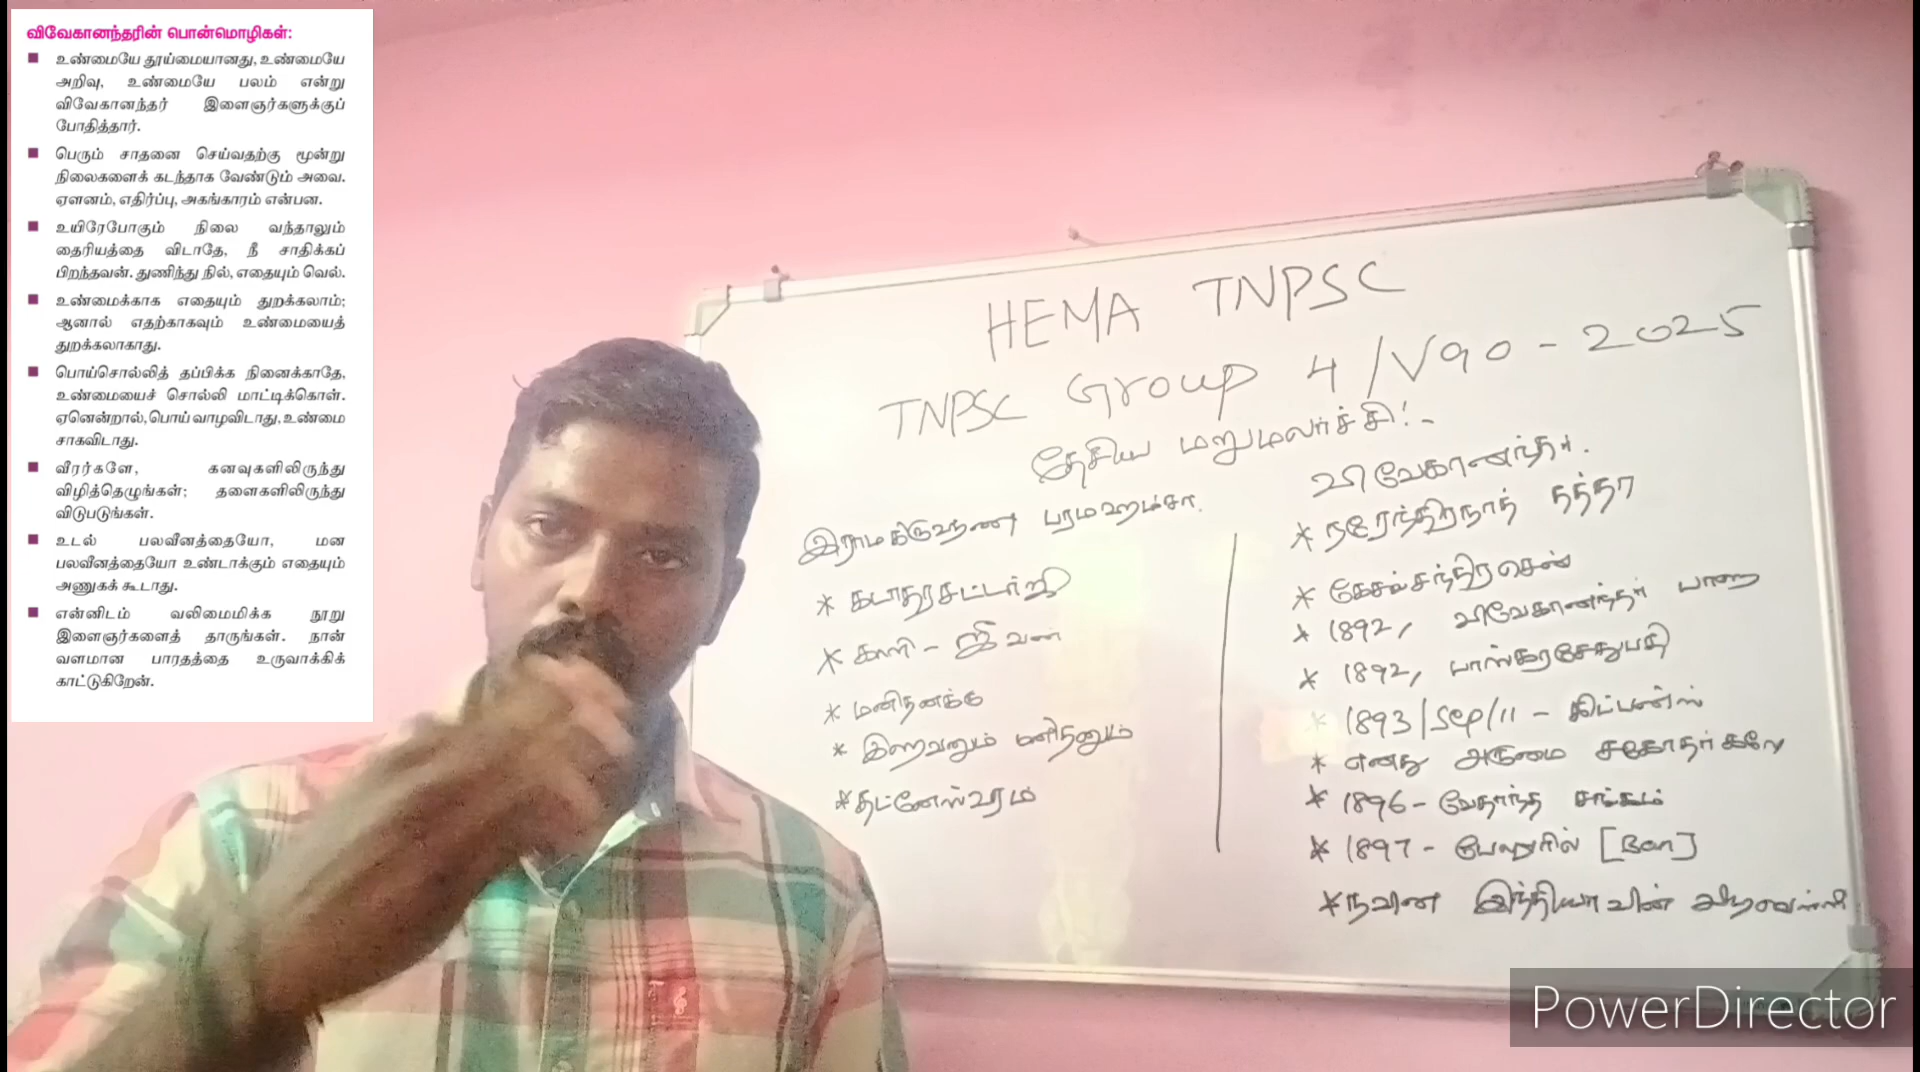 விவேகானந்தரின் பொன்மொழிகள்:
உண்மையே தூய்மையானது, உண்மையே
அறிவு, உண்மையே பலம் என்று
விவேகானந்தர் இளைஞர்களுக்குப்
போதித்தார்.
பெரும் சாதனை செய்வதற்கு மூன்று
நிலைகளைக் கடந்தாக வேண்டும் அவை.
ஏளனம், எதிர்ப்பு, அகங்காரம் என்பன.
உயிரேபோகும் நிலை வந்தாலும்
தைரியத்தை விடாதே, நீ சாதிக்கப்
பிறந்தவன். துணிந்து நில், எதையும் வெல்.
உண்மைக்காக எதையும் துறக்கலாம்;
ஆனால் எதற்காகவும் உண்மையைத்
துறக்கலாகாது.
பொய்சொல்லித் தப்பிக்க நினைக்காதே,
உண்மையைச் சொல்லி மாட்டிக்கொள்.
ஏனென்றால், பொய் வாழவிடாது, உண்மை
சாகவிடாது.
வீரர்களே, கனவுகளிலிருந்து
விழித்தெழுங்கள்; தளைகளிலிருந்து
விடுபடுங்கள்.
உடல் பலவீனத்தையோ, மன
பலவீனத்தையோ உண்டாக்கும் எதையும்
அணுகக் கூடாது.
என்னிடம் வலிமைமிக்க நூறு
இளைஞர்களைத் தாருங்கள். நான்
வளமான பாரதத்தை உருவாக்கிக்
காட்டுகிறேன்.
HEMA TNPSC
TNPSC Group 4 / VAO - 2025
தேசிய மறுமலர்ச்சி! -
இராமகிருஷ்ண பரமஹம்சா.
* கடாதரசட்டர்ஜி
* காளி - ஜீவன்
* மனிதனுக்கு
* இறைவனும் மனிதனும்
* தட்சனேஸ்வரம்
விவேகானந்தர்.
* நரேந்திரநாத் தத்தா
* கேசவ்சந்திரசென்
* 1892, விவேகானந்தர் பாறை
* 1892, பாஸ்கரசேதுபதி
* 1893/Sep/11 -
* எனது அருமை சகோதர்களே
* 1896 - வேதாந்த சங்கம்
* 1897 - பேலூரில்
* நவீன இந்தியாவின்
PowerDirector